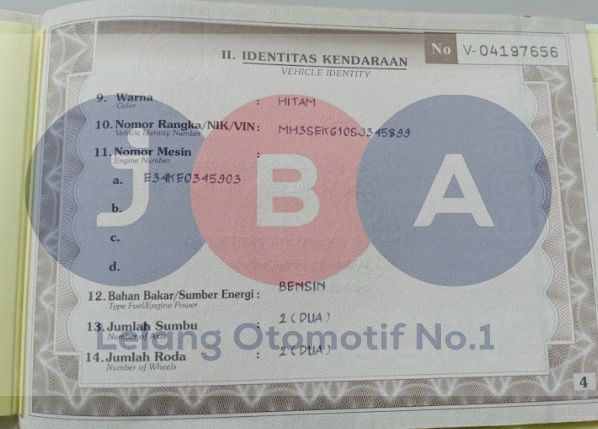 II. IDENTITAS KENDARAAN
VEHICLE IDENTITY
No V-04197656
9. Warna : HITAM
Color
10. Nomor Rangka/NIK/VIN: MH3SEK610SJ345899
Vehicle Identity Number
11. Nomor Mesin :
Engine Number
a. E34KE0345903
b.
c.
d.
12. Bahan Bakar/Sumber Energi : BENSIN
Type Fuel/Engine Power
13. Jumlah Sumbu : 2 (DUA)
Number of Axis
14. Jumlah Roda : 2 (DUA)
Number of Wheels
4
JBA
Lelang Otomotif No.1